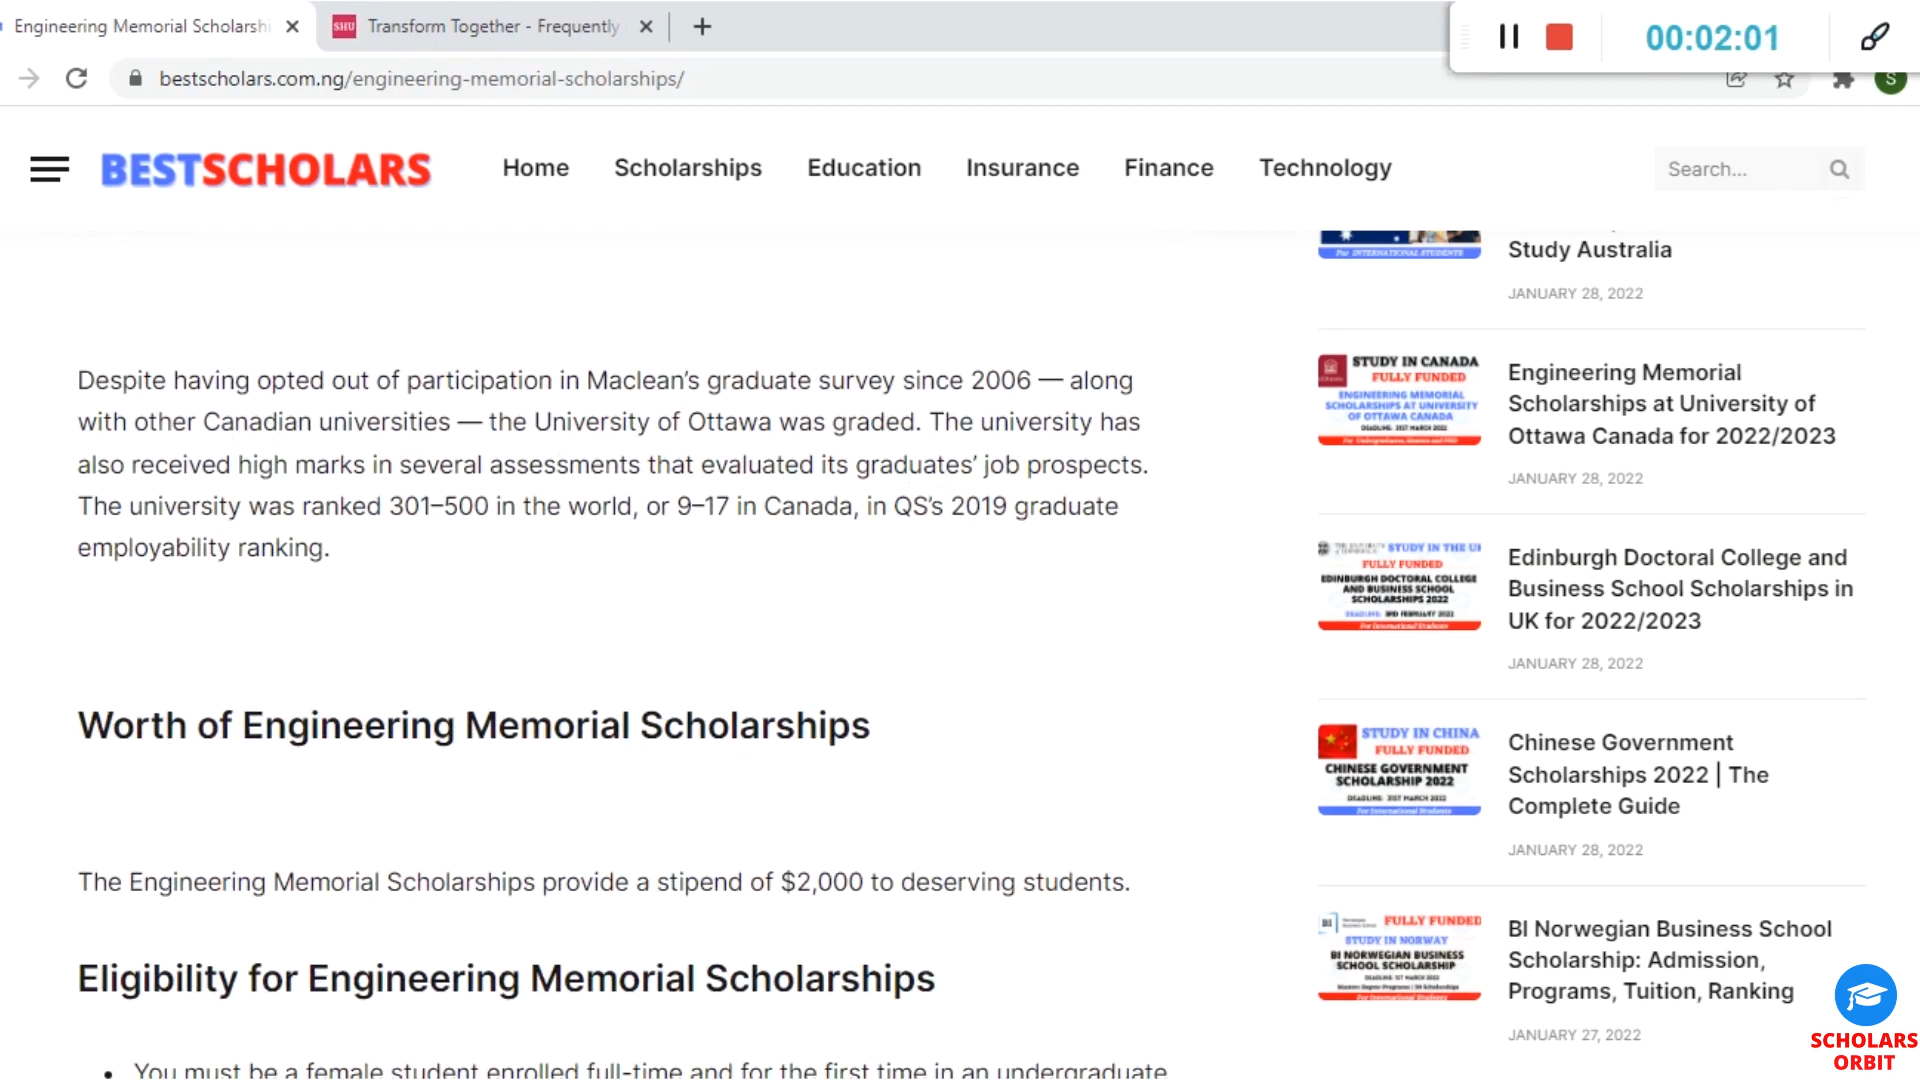 Engineering Memorial Scholarshi
SHU Transform Together - Frequently
00:02:01
bestscholars.com.ng/engineering-memorial-scholarships/
S
BESTSCHOLARS
Home Scholarships Education Insurance Finance Technology
Search...
Despite having opted out of participation in Maclean’s graduate survey since 2006 — along
with other Canadian universities — the University of Ottawa was graded. The university has
also received high marks in several assessments that evaluated its graduates’ job prospects.
The university was ranked 301–500 in the world, or 9–17 in Canada, in QS’s 2019 graduate
employability ranking.
Worth of Engineering Memorial Scholarships
The Engineering Memorial Scholarships provide a stipend of $2,000 to deserving students.
Eligibility for Engineering Memorial Scholarships
• You must be a female student enrolled full-time and for the first time in an undergraduate
For INTERNATIONAL STUDENTS
Study Australia
JANUARY 28, 2022
STUDY IN CANADA
FULLY FUNDED
ENGINEERING MEMORIAL
SCHOLARSHIPS AT UNIVERSITY
OF OTTAWA CANADA
DEADLINE: 31ST MARCH 2022
For Undergraduates, Masters and PHD
Engineering Memorial
Scholarships at University of
Ottawa Canada for 2022/2023
JANUARY 28, 2022
STUDY IN THE UK
FULLY FUNDED
EDINBURGH DOCTORAL COLLEGE
AND BUSINESS SCHOOL
SCHOLARSHIPS 2022
DEADLINE: 3RD FEBRUARY 2022
For International Students
Edinburgh Doctoral College and
Business School Scholarships in
UK for 2022/2023
JANUARY 28, 2022
STUDY IN CHINA
FULLY FUNDED
CHINESE GOVERNMENT
SCHOLARSHIP 2022
DEADLINE: 31ST MARCH 2022
For International Students
Chinese Government
Scholarships 2022 | The
Complete Guide
JANUARY 28, 2022
BI
FULLY FUNDED
STUDY IN NORWAY
BI NORWEGIAN BUSINESS
SCHOOL SCHOLARSHIP
DEADLINE: 1ST MARCH 2022
Masters Degree Programs | 20 Scholarships
For International Students
BI Norwegian Business School
Scholarship: Admission,
Programs, Tuition, Ranking
JANUARY 27, 2022
SCHOLARS
ORBIT